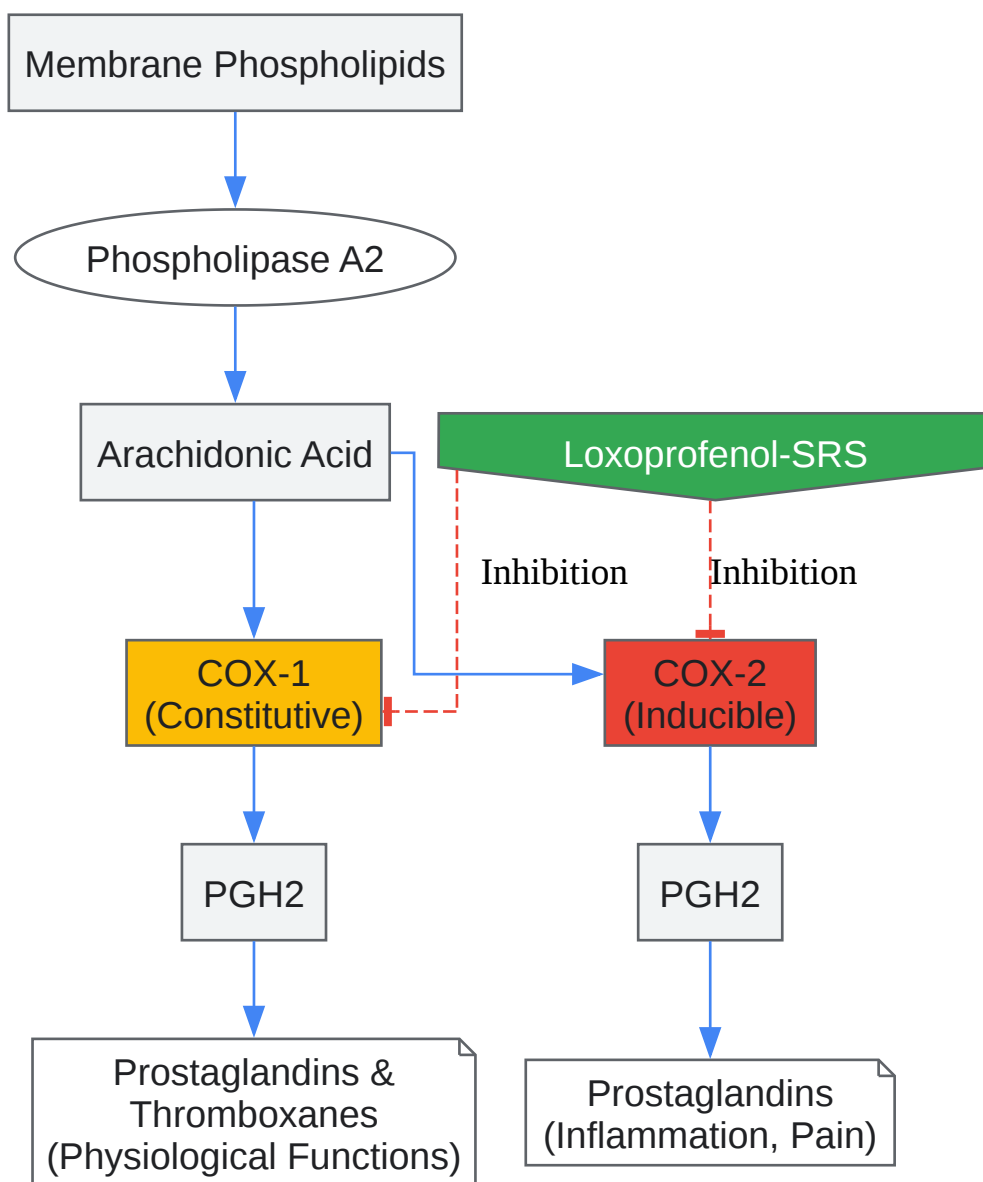 Membrane Phospholipids
Phospholipase A2
Arachidonic Acid
Loxoprofenol-SRS
Inhibition
Inhibition
COX-1
(Constitutive)
COX-2
(Inducible)
PGH2
PGH2
Prostaglandins &
Thromboxanes
(Physiological Functions)
Prostaglandins
(Inflammation, Pain)